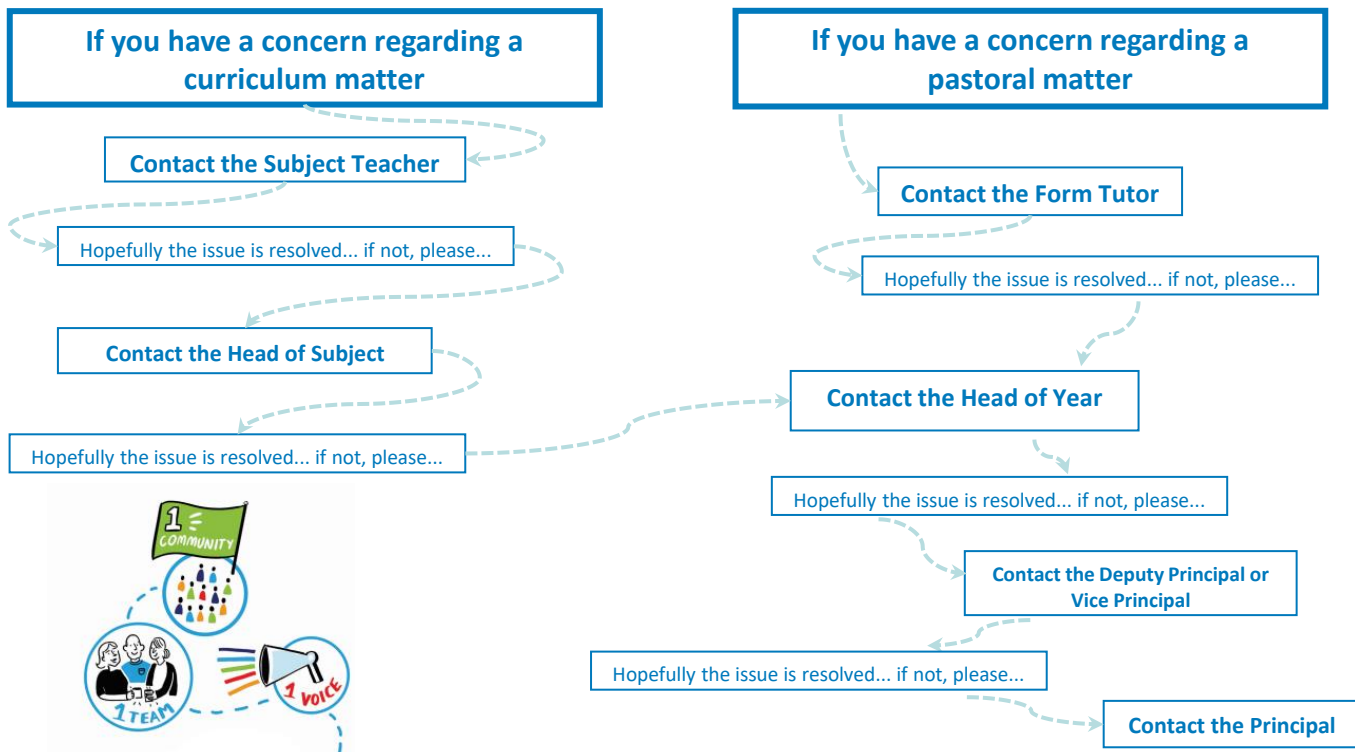 If you have a concern regarding a
curriculum matter
Contact the Subject Teacher
Hopefully the issue is resolved... if not, please...
Contact the Head of Subject
Hopefully the issue is resolved... if not, please...
If you have a concern regarding a
pastoral matter
Contact the Form Tutor
Hopefully the issue is resolved... if not, please...
Contact the Head of Year
Hopefully the issue is resolved... if not, please...
Contact the Deputy Principal or
Vice Principal
Hopefully the issue is resolved... if not, please...
Contact the Principal
1
COMMUNITY
1 TEAM
1 VOICE